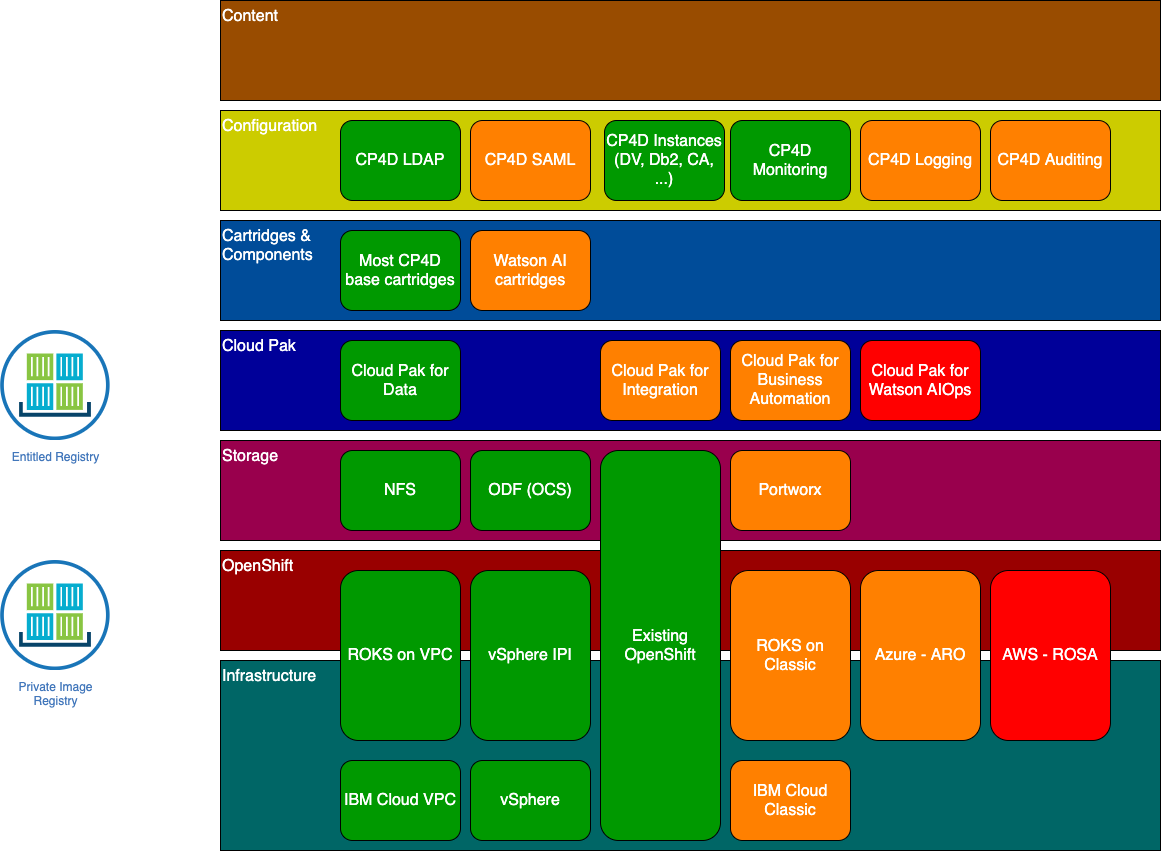 Content
Configuration
CP4D LDAP
CP4D SAML
CP4D Instances
(DV, Db2, CA,
...)
CP4D
Monitoring
CP4D Logging
CP4D Auditing
Cartridges &
Components
Most CP4D
base cartridges
Watson AI
cartridges
Cloud Pak
Cloud Pak for
Data
Cloud Pak for
Integration
Cloud Pak for
Business
Automation
Cloud Pak for
Watson AIOps
Entitled Registry
Storage
NFS
ODF (OCS)
Portworx
OpenShift
ROKS on VPC
vSphere IPI
Existing
OpenShift
ROKS on
Classic
Azure - ARO
AWS - ROSA
Private Image
Registry
Infrastructure
IBM Cloud VPC
vSphere
IBM Cloud
Classic